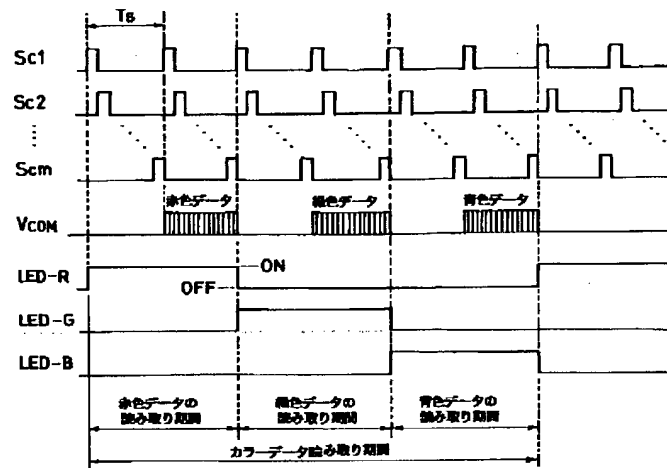 TB
Sc1
Sc2
Scm
赤色データ 緑色データ 青色データ
VCOM
LED-R
ON
OFF
LED-G
LED-B
赤色データの 緑色データの 青色データの
読み取り期間 読み取り期間 読み取り期間
カラーデータ読み取り期間